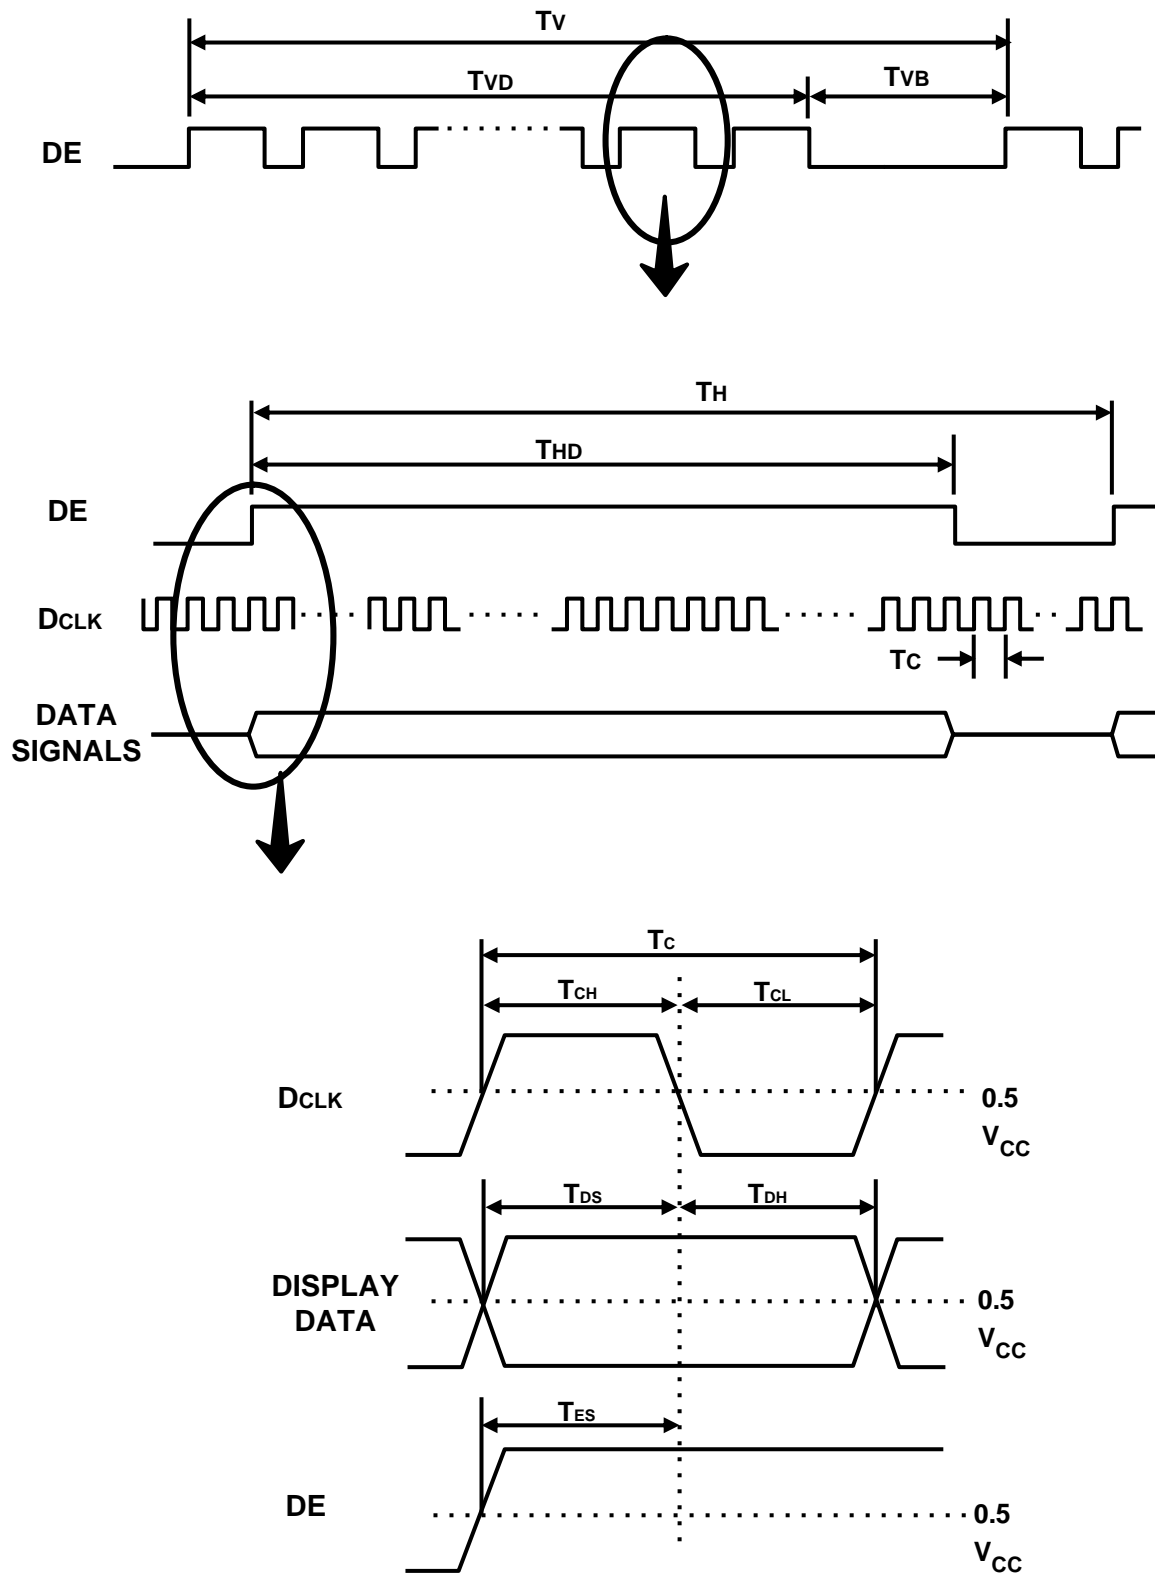 TV
TVD
TVB
DE
TH
THD
DE
DCLK
TC
DATA
SIGNALS
TC
TCH
TCL
DCLK
0.5
VCC
TDS
TDH
DISPLAY
DATA
0.5
VCC
TES
DE
0.5
VCC